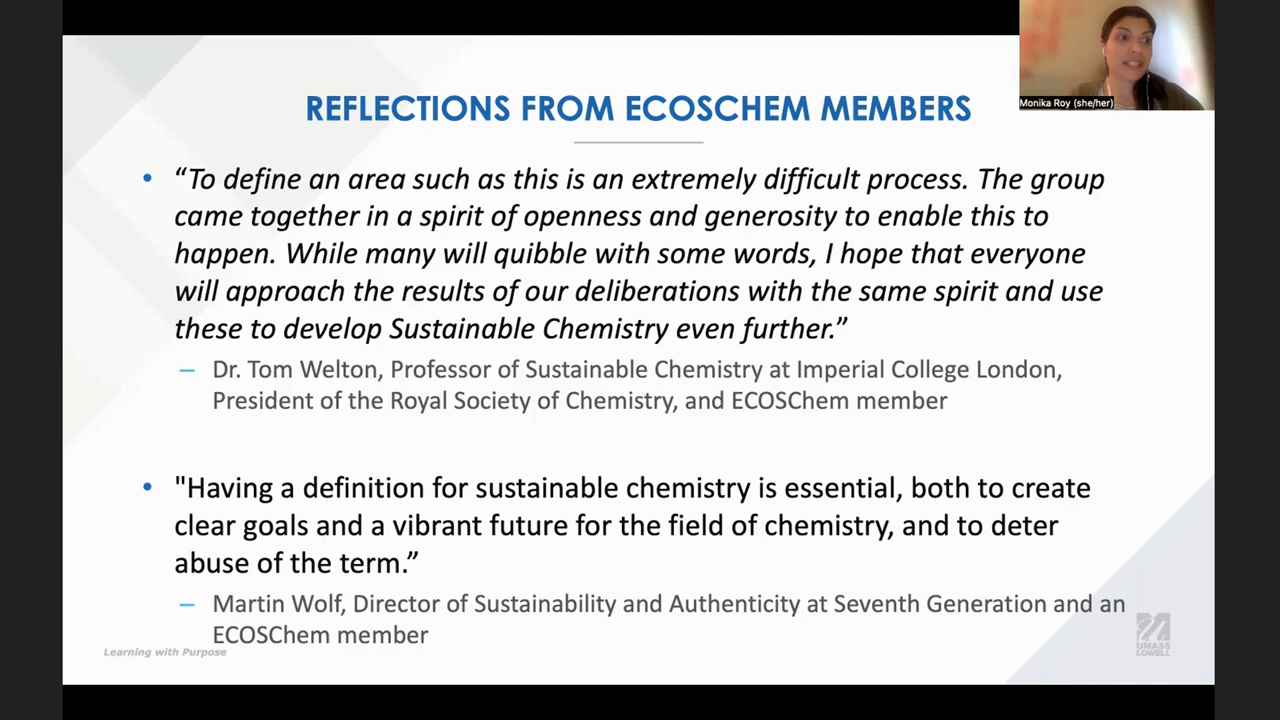 Monika Roy (she/her)
REFLECTIONS FROM ECOSCHEM MEMBERS
• “To define an area such as this is an extremely difficult process. The group
came together in a spirit of openness and generosity to enable this to
happen. While many will quibble with some words, I hope that everyone
will approach the results of our deliberations with the same spirit and use
these to develop Sustainable Chemistry even further.”
– Dr. Tom Welton, Professor of Sustainable Chemistry at Imperial College London,
President of the Royal Society of Chemistry, and ECOSChem member
• "Having a definition for sustainable chemistry is essential, both to create
clear goals and a vibrant future for the field of chemistry, and to deter
abuse of the term.”
– Martin Wolf, Director of Sustainability and Authenticity at Seventh Generation and an
ECOSChem member
Learning with Purpose
UMASS
LOWELL